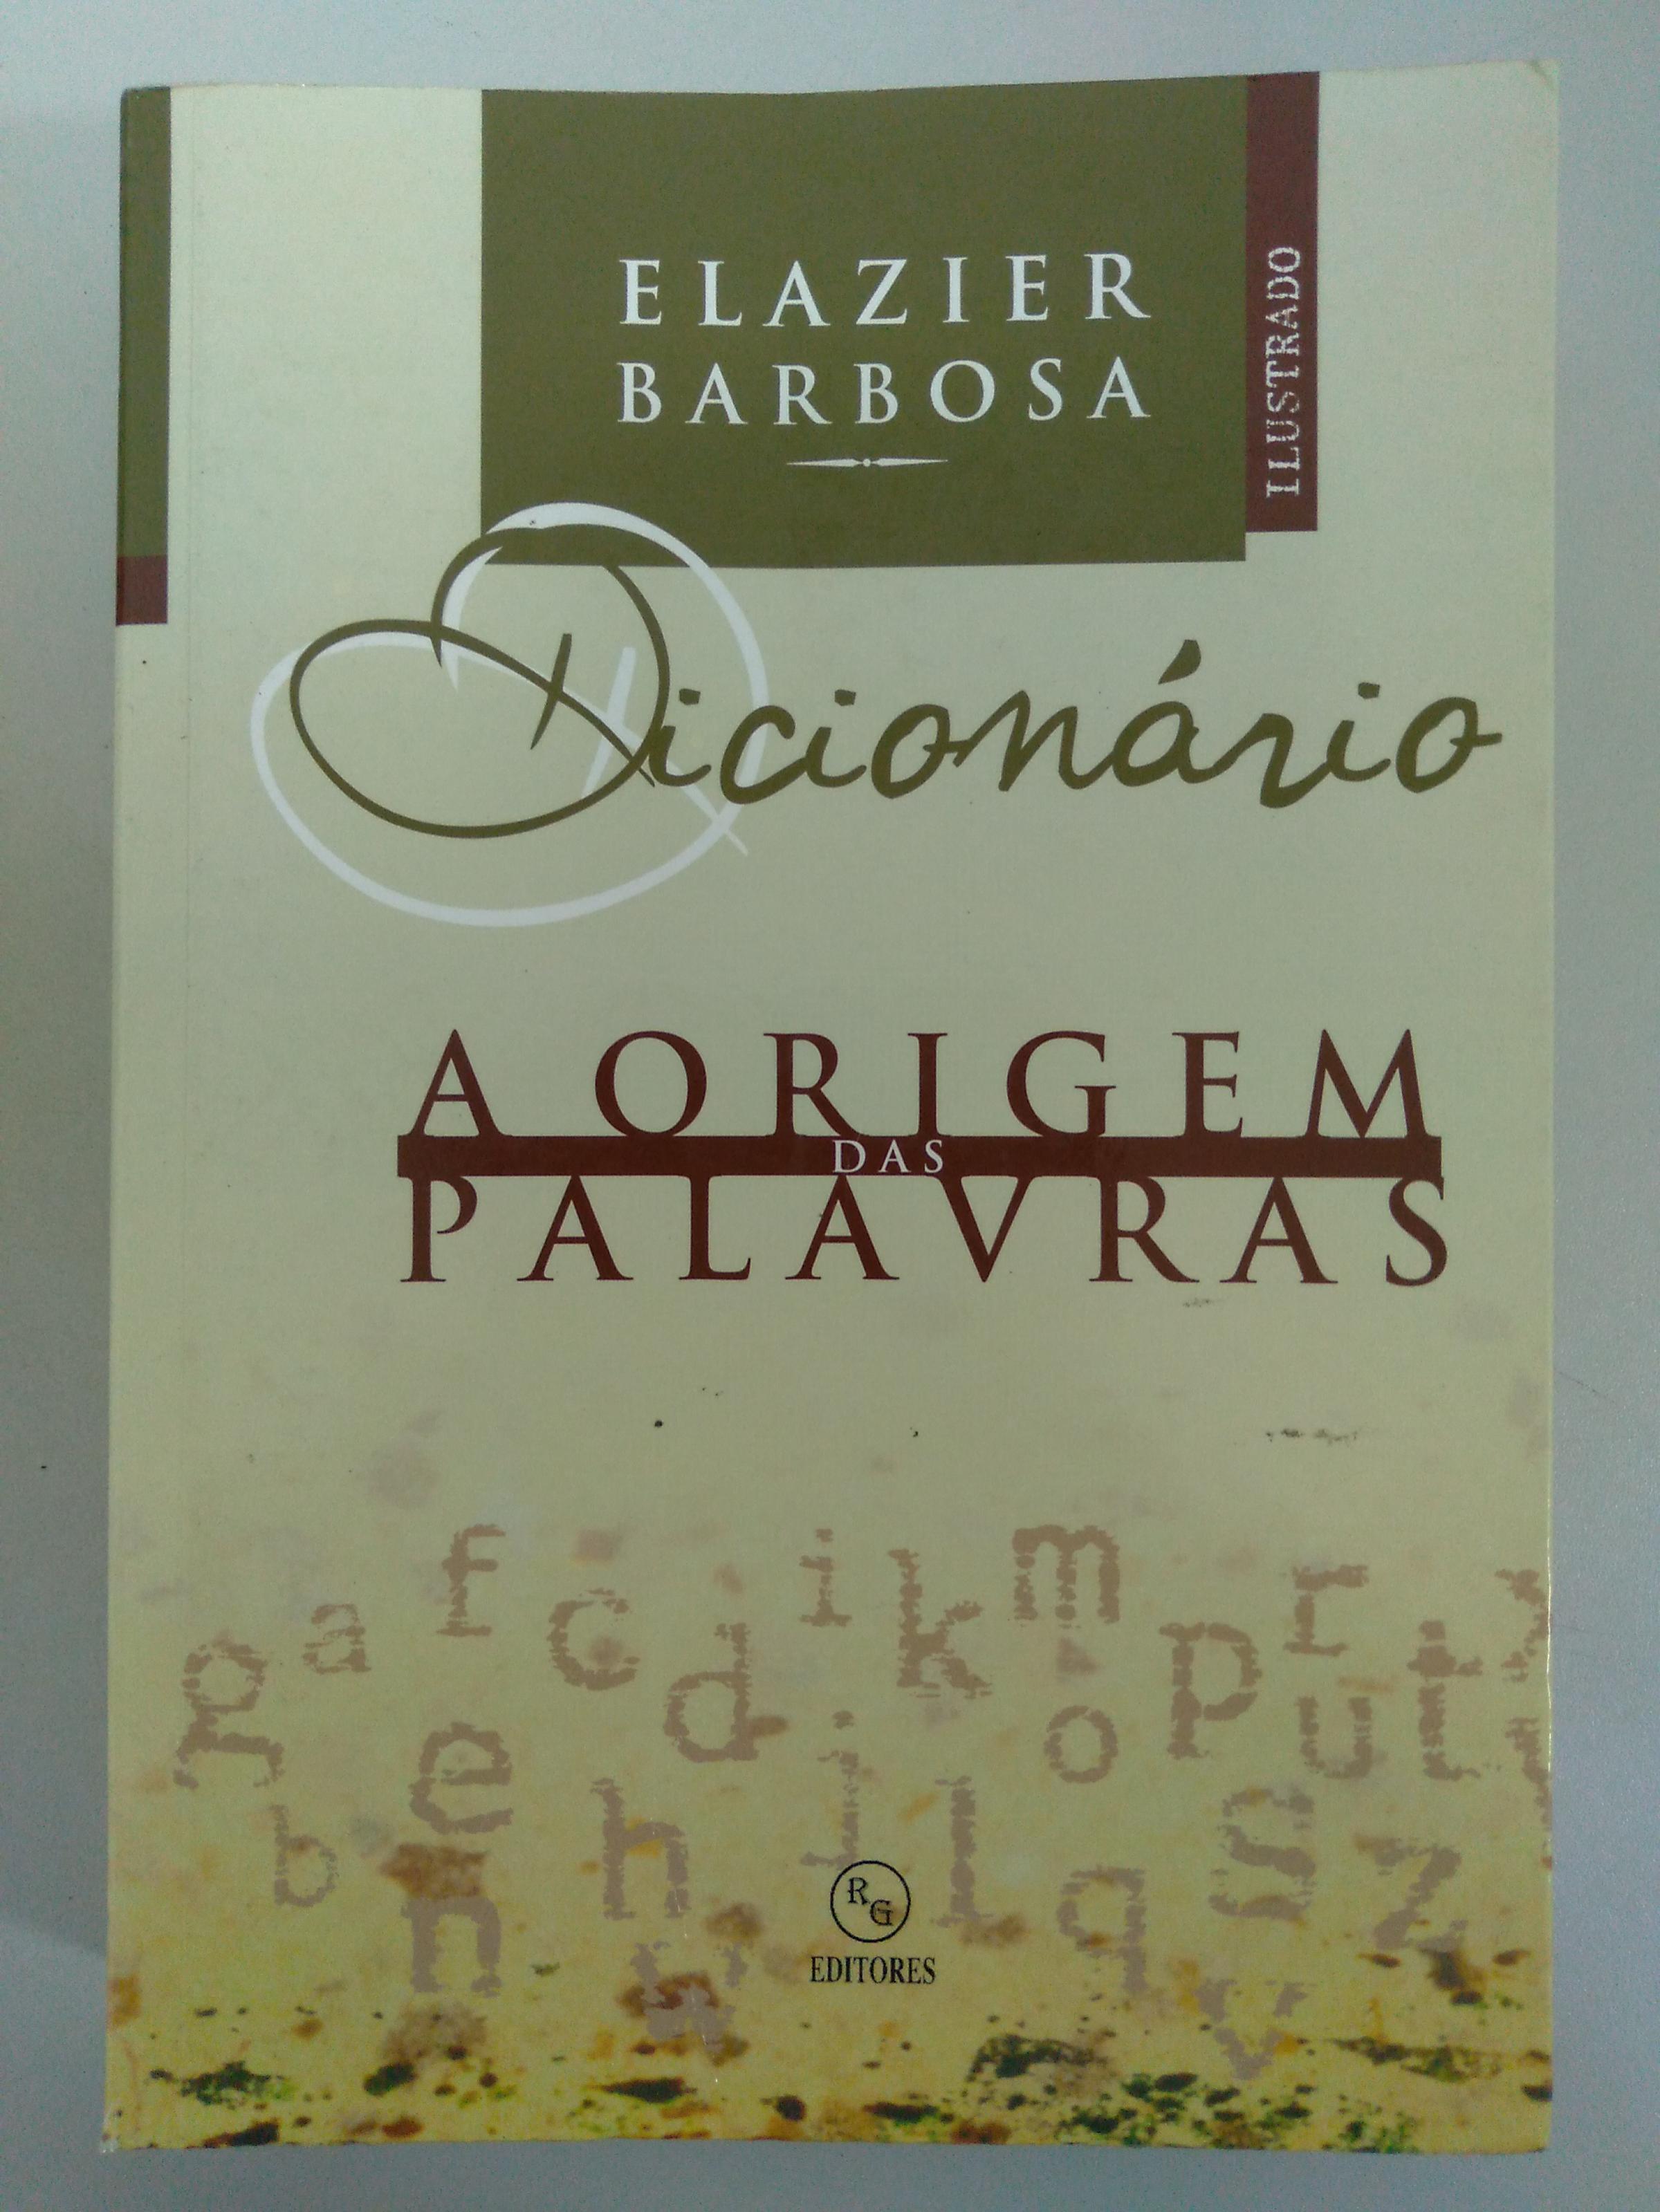 ELAZIER
BARBOSA
ILUSTRADO
Dicionário
A ORIGEM
DAS
PALAVRAS
f c i k m r
a d p t
g e j o u
b h l s z
n q
w v
RG
EDITORES